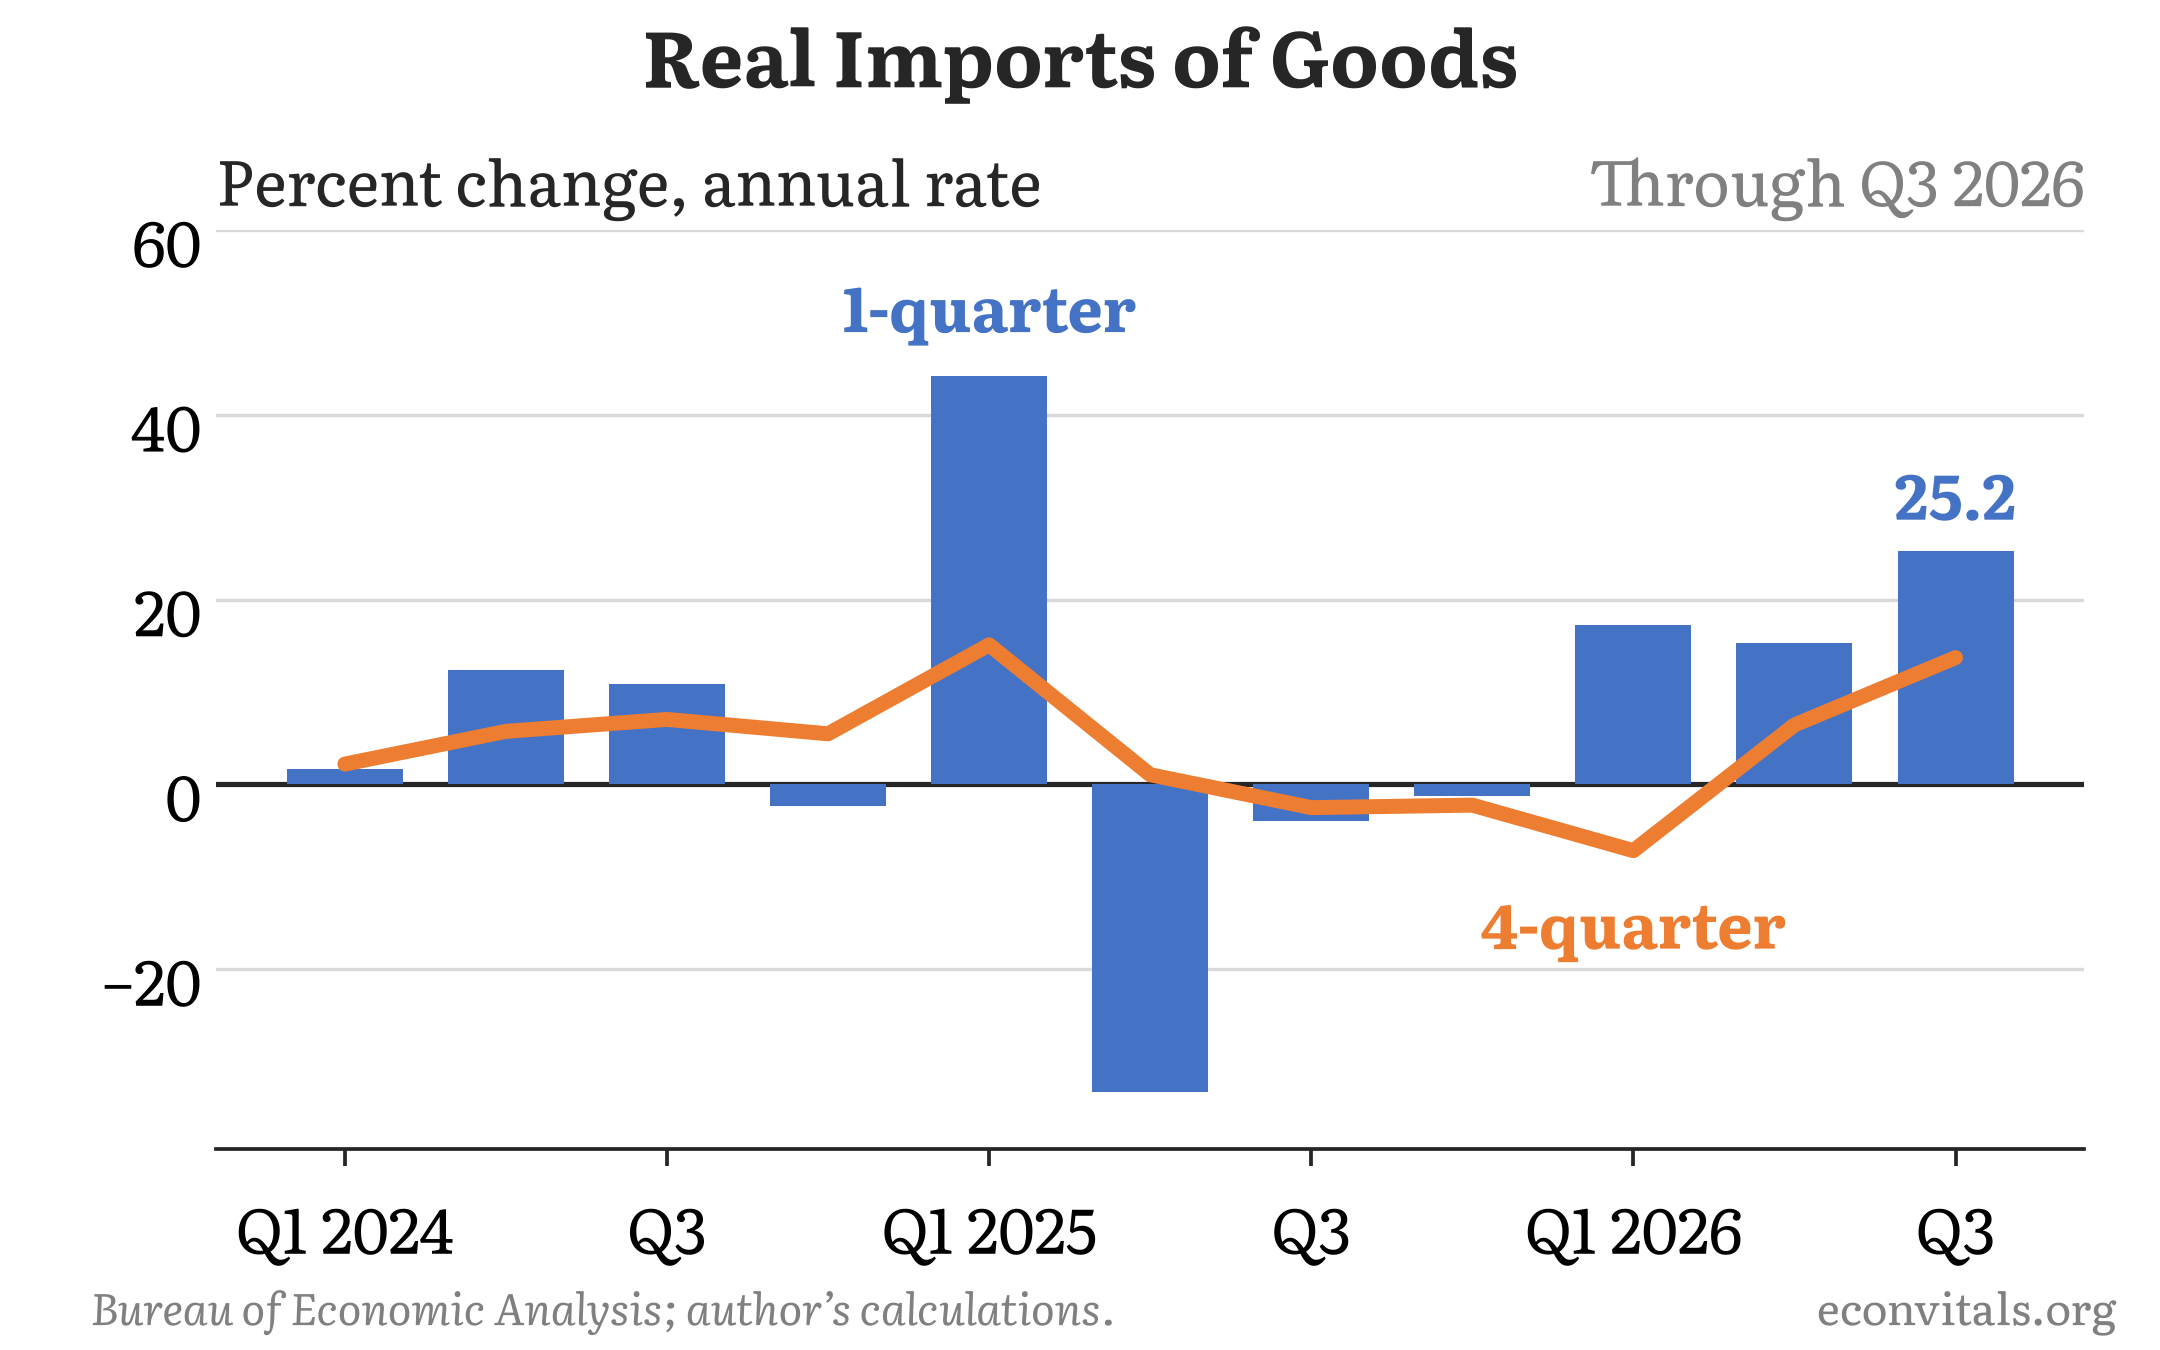 Real Imports of Goods
Percent change, annual rate
Through Q3 2026
60
1-quarter
40
25.2
20
0
4-quarter
−20
Q1 2024
Q3
Q1 2025
Q3
Q1 2026
Q3
Bureau of Economic Analysis; author’s calculations.
econvitals.org